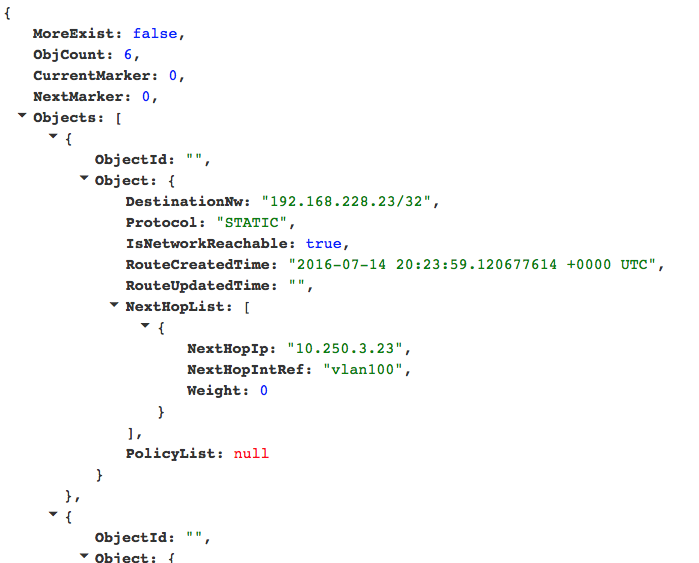 {
MoreExist: false,
ObjCount: 6,
CurrentMarker: 0,
NextMarker: 0,
Objects: [
{
ObjectId: "",
Object: {
DestinationNw: "192.168.228.23/32",
Protocol: "STATIC",
IsNetworkReachable: true,
RouteCreatedTime: "2016-07-14 20:23:59.120677614 +0000 UTC",
RouteUpdatedTime: "",
NextHopList: [
{
NextHopIp: "10.250.3.23",
NextHopIntRef: "vlan100",
Weight: 0
}
],
PolicyList: null
}
},
{
ObjectId: "",
Object: {